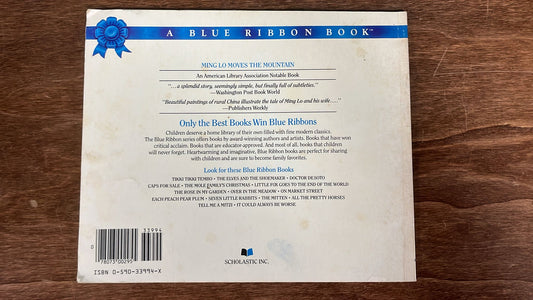 A BLUE RIBBON BOOK™
MING LO MOVES THE MOUNTAIN
An American Library Association Notable Book
"...a splendid story, seemingly simple, but finally full of subtleties."
—Washington Post Book World
"Beautiful paintings of rural China illustrate the tale of Ming Lo and his wife...."
—Publishers Weekly
Only the Best Books Win Blue Ribbons
Children deserve a home library of their own filled with fine modern classics.
The Blue Ribbon series offers books by award-winning authors and artists. Books that have won
critical acclaim. Books that are educator-approved. And most of all, books that children
will never forget. Heartwarming and imaginative, Blue Ribbon books are perfect for sharing
with children and are sure to become family favorites.
Look for these Blue Ribbon Books
TIKKI TIKKI TEMBO • THE ELVES AND THE SHOEMAKER • DOCTOR DE SOTO
CAPS FOR SALE • THE MOLE FAMILY'S CHRISTMAS • LITTLE FOX GOES TO THE END OF THE WORLD
THE ROSE IN MY GARDEN • OVER IN THE MEADOW • ON MARKET STREET
EACH PEACH PEAR PLUM • SEVEN LITTLE RABBITS • THE MITTEN • ALL THE PRETTY HORSES
TELL ME A MITZI • IT COULD ALWAYS BE WORSE
33994
0
78073 00295
ISBN 0-590-33994-X
SCHOLASTIC INC.